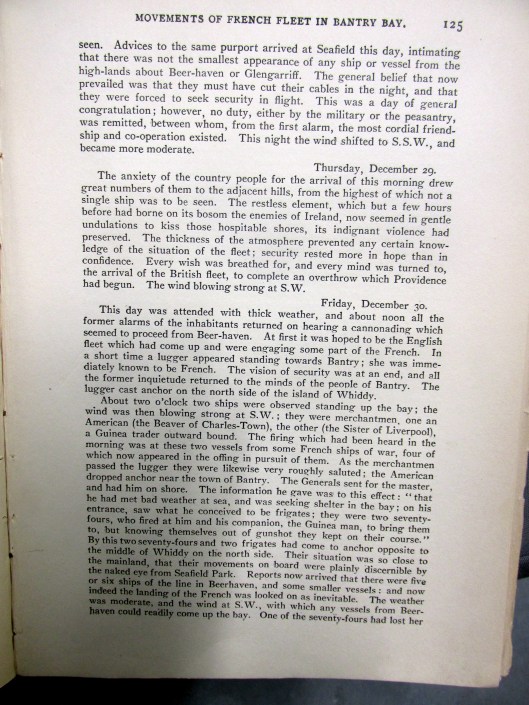 MOVEMENTS OF FRENCH FLEET IN BANTRY BAY. 125
seen. Advices to the same purport arrived at Seafield this day, intimating
that there was not the smallest appearance of any ship or vessel from the
high-lands about Beer-haven or Glengarriff. The general belief that now
prevailed was that they must have cut their cables in the night, and that
they were forced to seek security in flight. This was a day of general
congratulation; however, no duty, either by the military or the peasantry,
was remitted, between whom, from the first alarm, the most cordial friend-
ship and co-operation existed. This night the wind shifted to S.S.W., and
became more moderate.
Thursday, December 29.
The anxiety of the country people for the arrival of this morning drew
great numbers of them to the adjacent hills, from the highest of which not a
single ship was to be seen. The restless element, which but a few hours
before had borne on its bosom the enemies of Ireland, now seemed in gentle
undulations to kiss those hospitable shores, its indignant violence had
preserved. The thickness of the atmosphere prevented any certain know-
ledge of the situation of the fleet; security rested more in hope than in
confidence. Every wish was breathed for, and every mind was turned to,
the arrival of the British fleet, to complete an overthrow which Providence
had begun. The wind blowing strong at S.W.
Friday, December 30.
This day was attended with thick weather, and about noon all the
former alarms of the inhabitants returned on hearing a cannonading which
seemed to proceed from Beer-haven. At first it was hoped to be the English
fleet which had come up and were engaging some part of the French. In
a short time a lugger appeared standing towards Bantry; she was imme-
diately known to be French. The vision of security was at an end, and all
the former inquietude returned to the minds of the people of Bantry. The
lugger cast anchor on the north side of the island of Whiddy.
About two o'clock two ships were observed standing up the bay; the
wind was then blowing strong at S.W.; they were merchantmen, one an
American (the Beaver of Charles-Town), the other (the Sister of Liverpool),
a Guinea trader outward bound. The firing which had been heard in the
morning was at these two vessels from some French ships of war, four of
which now appeared in the offing in pursuit of them. As the merchantmen
passed the lugger they were likewise very roughly saluted; the American
dropped anchor near the town of Bantry. The Generals sent for the master,
and had him on shore. The information he gave was to this effect: "that
he had met bad weather at sea, and was seeking shelter in the bay; on his
entrance, saw what he conceived to be frigates; they were two seventy-
fours, who fired at him and his companion, the Guinea man, to bring them
to, but knowing themselves out of gunshot they kept on their course."
By this two seventy-fours and two frigates had come to anchor opposite to
the middle of Whiddy on the north side. Their situation was so close to
the mainland, that their movements on board were plainly discernible by
the naked eye from Seafield Park. Reports now arrived that there were five
or six ships of the line in Beerhaven, and some smaller vessels: and now
indeed the landing of the French was looked on as inevitable. The weather
was moderate, and the wind at S.W., with which any vessels from Beer-
haven could readily come up the bay. One of the seventy-fours had lost her